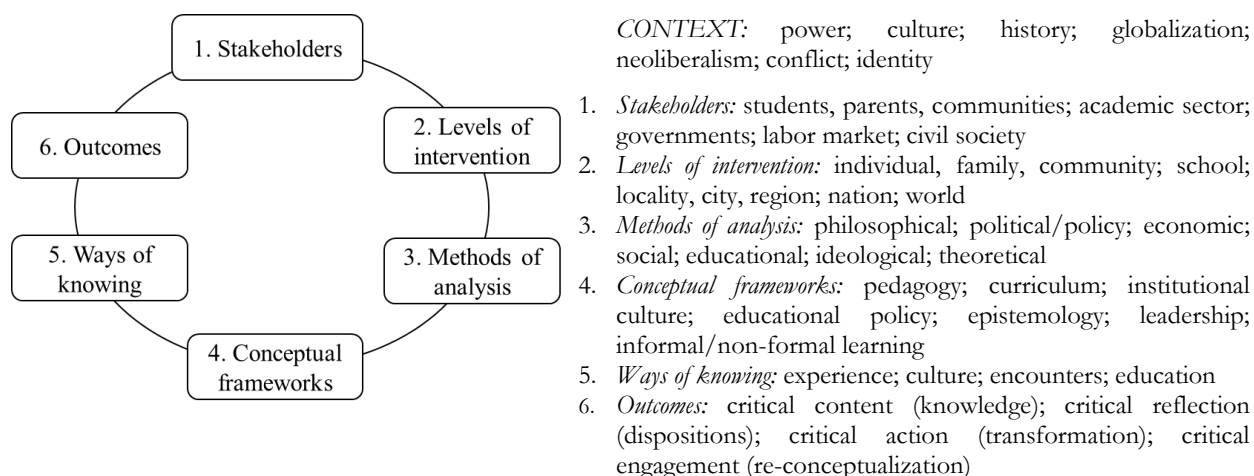 1. Stakeholders
2. Levels of
intervention
3. Methods of
analysis
4. Conceptual
frameworks
5. Ways of
knowing
6. Outcomes
CONTEXT: power; culture; history; globalization;
neoliberalism; conflict; identity
1. Stakeholders: students, parents, communities; academic sector;
governments; labor market; civil society
2. Levels of intervention: individual, family, community; school;
locality, city, region; nation; world
3. Methods of analysis: philosophical; political/policy; economic;
social; educational; ideological; theoretical
4. Conceptual frameworks: pedagogy; curriculum; institutional
culture; educational policy; epistemology; leadership;
informal/non-formal learning
5. Ways of knowing: experience; culture; encounters; education
6. Outcomes: critical content (knowledge); critical reflection
(dispositions); critical action (transformation); critical
engagement (re-conceptualization)